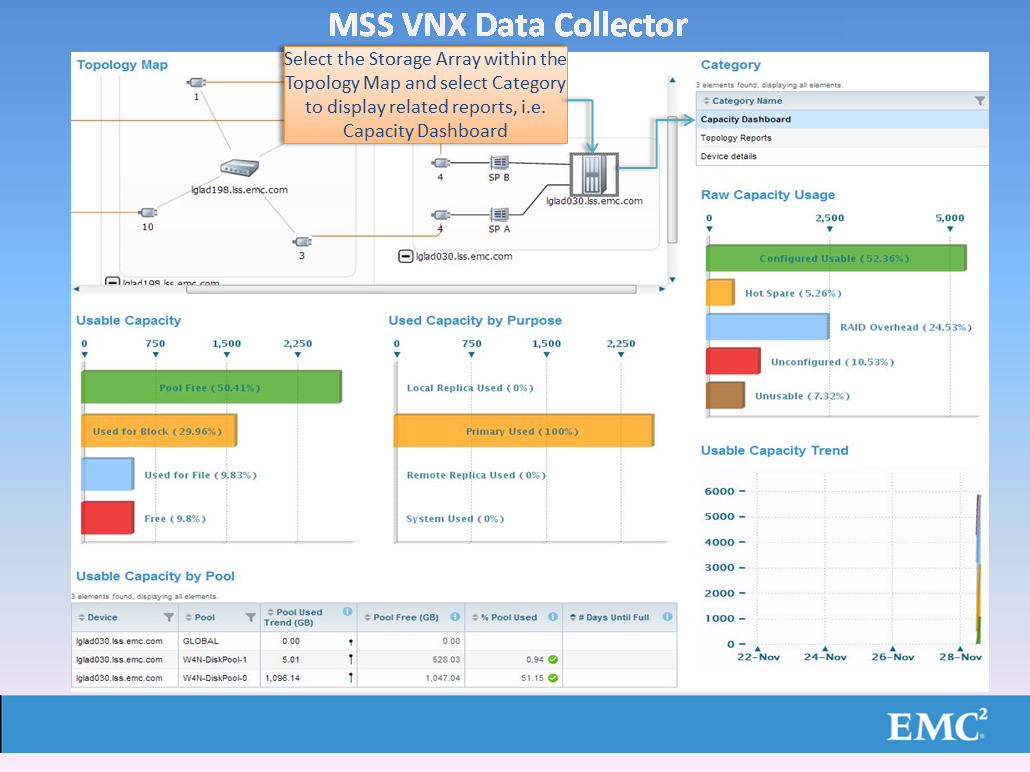 MSS VNX Data Collector
Select the Storage Array within the
Topology Map and select Category
to display related reports, i.e.
Capacity Dashboard
Topology Map
1
lglad198.lss.emc.com
10
3
lglad198.lss.emc.com
4
SP B
4
SP A
lglad030.lss.emc.com
lglad030.lss.emc.com
Category
3 elements found, displaying all elements.
Category Name
Capacity Dashboard
Topology Reports
Device details
Raw Capacity Usage
0 2,500 5,000
Configured Usable (52.36%)
Hot Spare (5.26%)
RAID Overhead (24.53%)
Unconfigured (10.53%)
Unusable (7.32%)
Usable Capacity
0 750 1,500 2,250
Pool Free (50.41%)
Used for Block (29.96%)
Used for File (9.83%)
Free (9.8%)
Used Capacity by Purpose
0 750 1,500 2,250
Local Replica Used (0%)
Primary Used (100%)
Remote Replica Used (0%)
System Used (0%)
Usable Capacity Trend
6000
5000
4000
3000
2000
1000
0
22-Nov 24-Nov 26-Nov 28-Nov
Usable Capacity by Pool
3 elements found, displaying all elements.
Device Pool Pool Used Trend (GB) Pool Free (GB) % Pool Used # Days Until Full
lglad030.lss.emc.com GLOBAL 0.00 0.00
lglad030.lss.emc.com W4N-DiskPool-1 5.01 528.03 0.94
lglad030.lss.emc.com W4N-DiskPool-0 1,096.14 1,047.04 51.15
EMC²